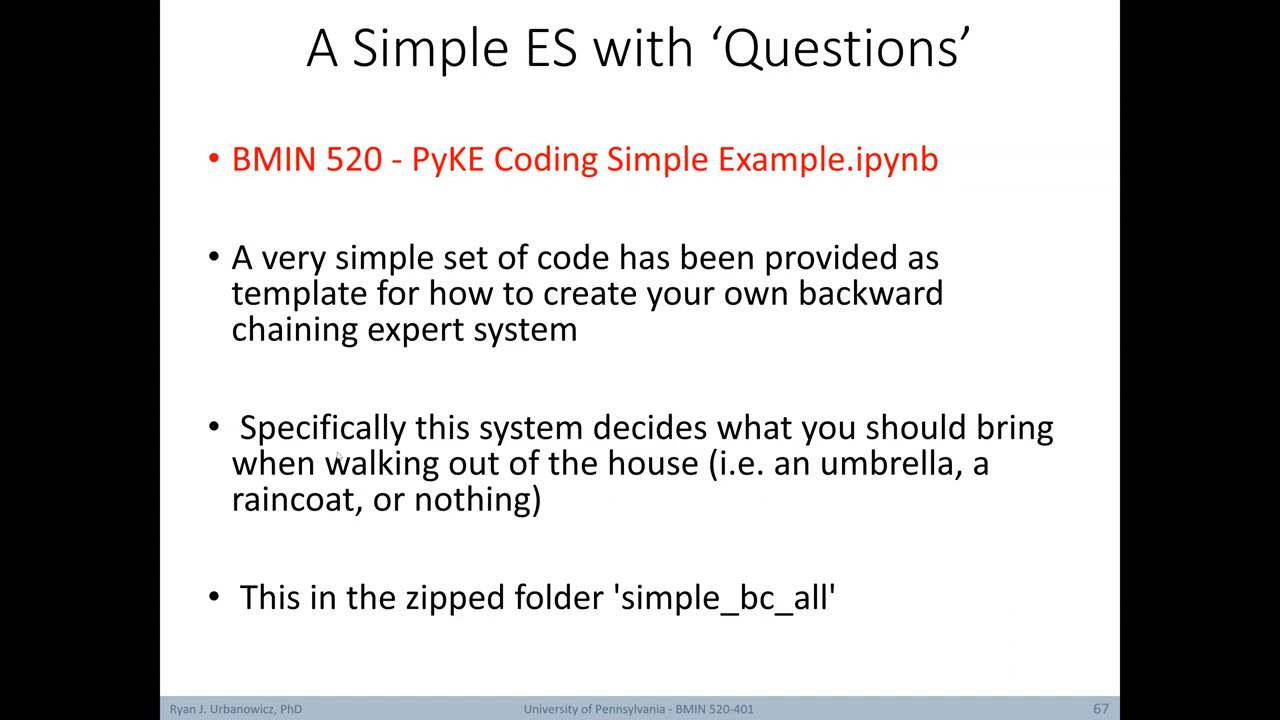 A Simple ES with ‘Questions’
• BMIN 520 - PyKE Coding Simple Example.ipynb
• A very simple set of code has been provided as
template for how to create your own backward
chaining expert system
• Specifically this system decides what you should bring
when walking out of the house (i.e. an umbrella, a
raincoat, or nothing)
• This in the zipped folder 'simple_bc_all'
Ryan J. Urbanowicz, PhD
University of Pennsylvania - BMIN 520-401
67